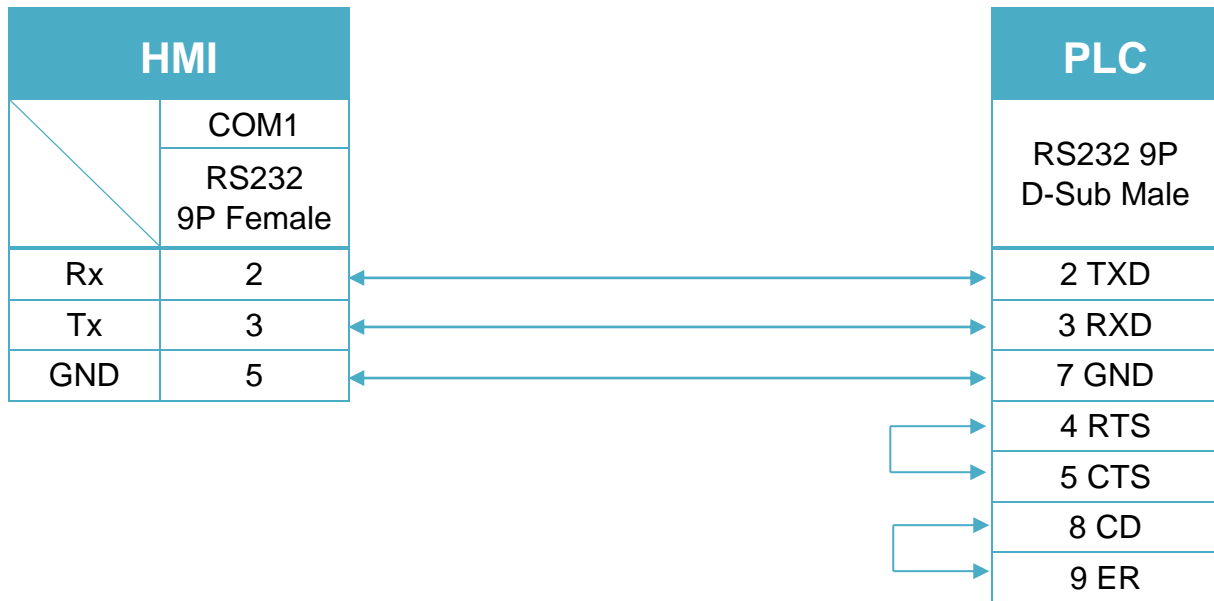 HMI
PLC
COM1
RS232
9P Female
RS232 9P
D-Sub Male
Rx 2 2 TXD
Tx 3 3 RXD
GND 5 7 GND
4 RTS
5 CTS
8 CD
9 ER